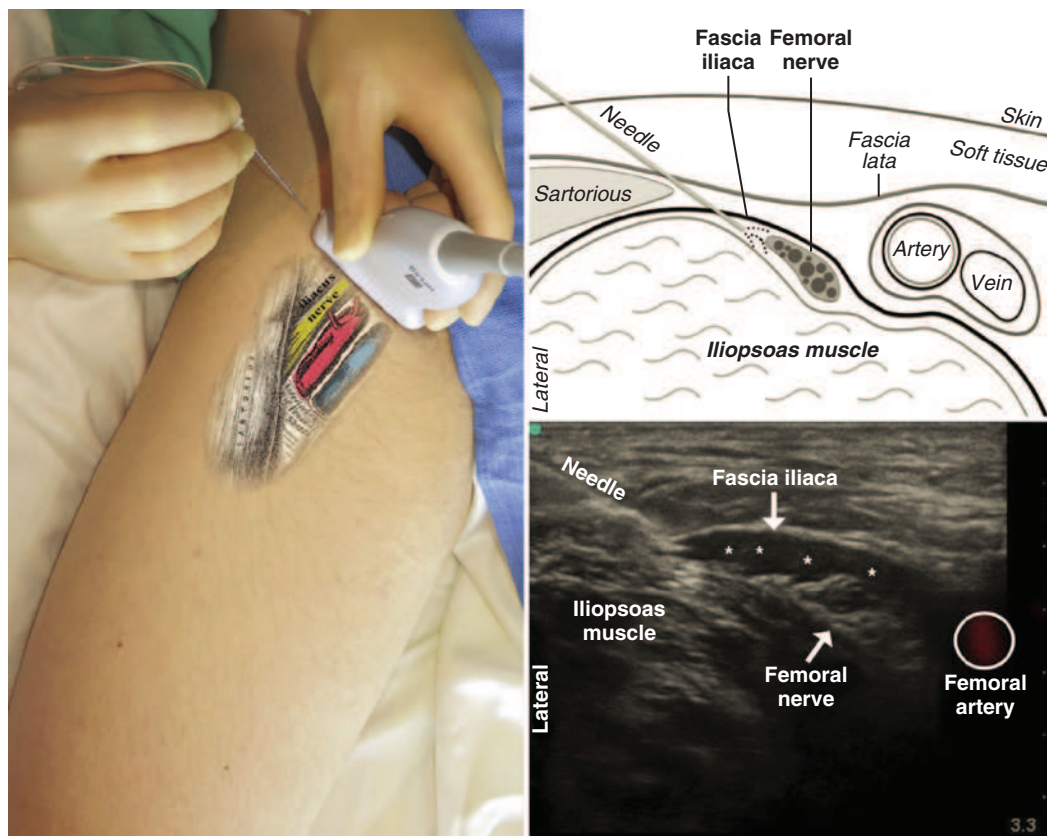 iliacus
nerve
SARTORIUS
Fascia
iliaca
Femoral
nerve
Needle
Skin
Fascia
lata
Soft tissue
Sartorious
Artery
Vein
Iliopsoas muscle
Lateral
Needle
Fascia iliaca
* * * *
Iliopsoas
muscle
Femoral
nerve
Femoral
artery
Lateral
3.3